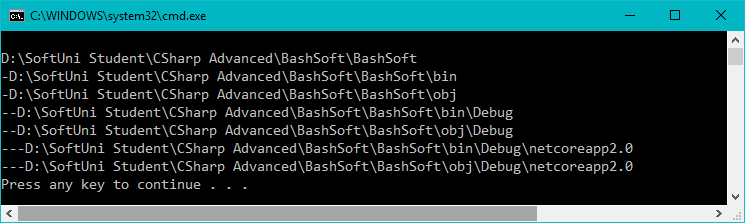 C:\WINDOWS\system32\cmd.exe
D:\SoftUni Student\CSharp Advanced\BashSoft\BashSoft
-D:\SoftUni Student\CSharp Advanced\BashSoft\BashSoft\bin
-D:\SoftUni Student\CSharp Advanced\BashSoft\BashSoft\obj
--D:\SoftUni Student\CSharp Advanced\BashSoft\BashSoft\bin\Debug
--D:\SoftUni Student\CSharp Advanced\BashSoft\BashSoft\obj\Debug
---D:\SoftUni Student\CSharp Advanced\BashSoft\BashSoft\bin\Debug\netcoreapp2.0
---D:\SoftUni Student\CSharp Advanced\BashSoft\BashSoft\obj\Debug\netcoreapp2.0
Press any key to continue . . .